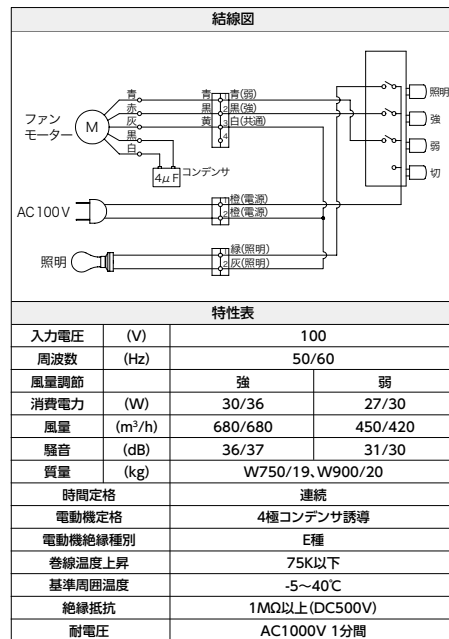 結線図
青 青 青(弱) 照明
赤 黒 2 黒(強)
ファン 灰 黄 3 白(共通) 強
モーター M 黒 4 弱
白
4μF コンデンサ 切
AC100V 1 橙(電源)
2 橙(電源)
照明 1 緑(照明)
2 灰(照明)
特性表
入力電圧 (V) 100
周波数 (Hz) 50/60
風量調節 強 弱
消費電力 (W) 30/36 27/30
風量 (m³/h) 680/680 450/420
騒音 (dB) 36/37 31/30
質量 (kg) W750/19、W900/20
時間定格 連続
電動機定格 4極コンデンサ誘導
電動機絶縁種別 E種
巻線温度上昇 75K以下
基準周囲温度 -5～40℃
絶縁抵抗 1MΩ以上(DC500V)
耐電圧 AC1000V 1分間